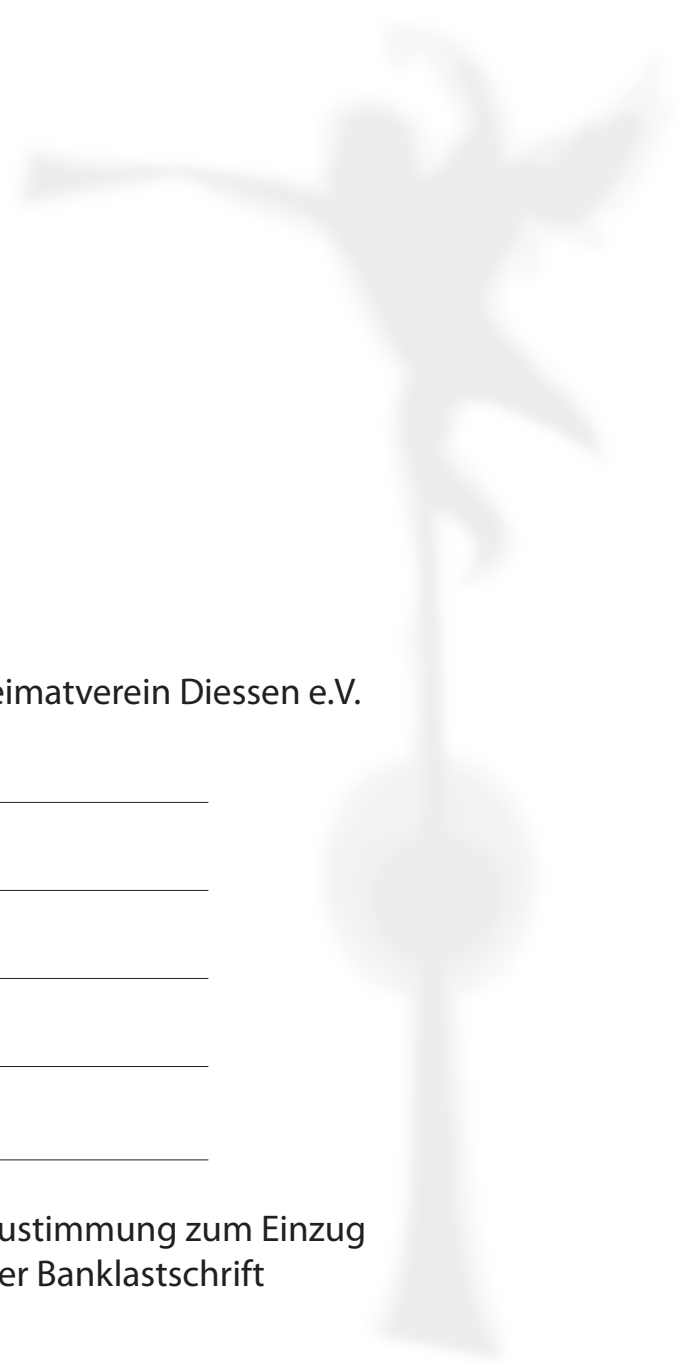 eimatverein Diessen e.V.
ustimmung zum Einzug
er Banklastschrift